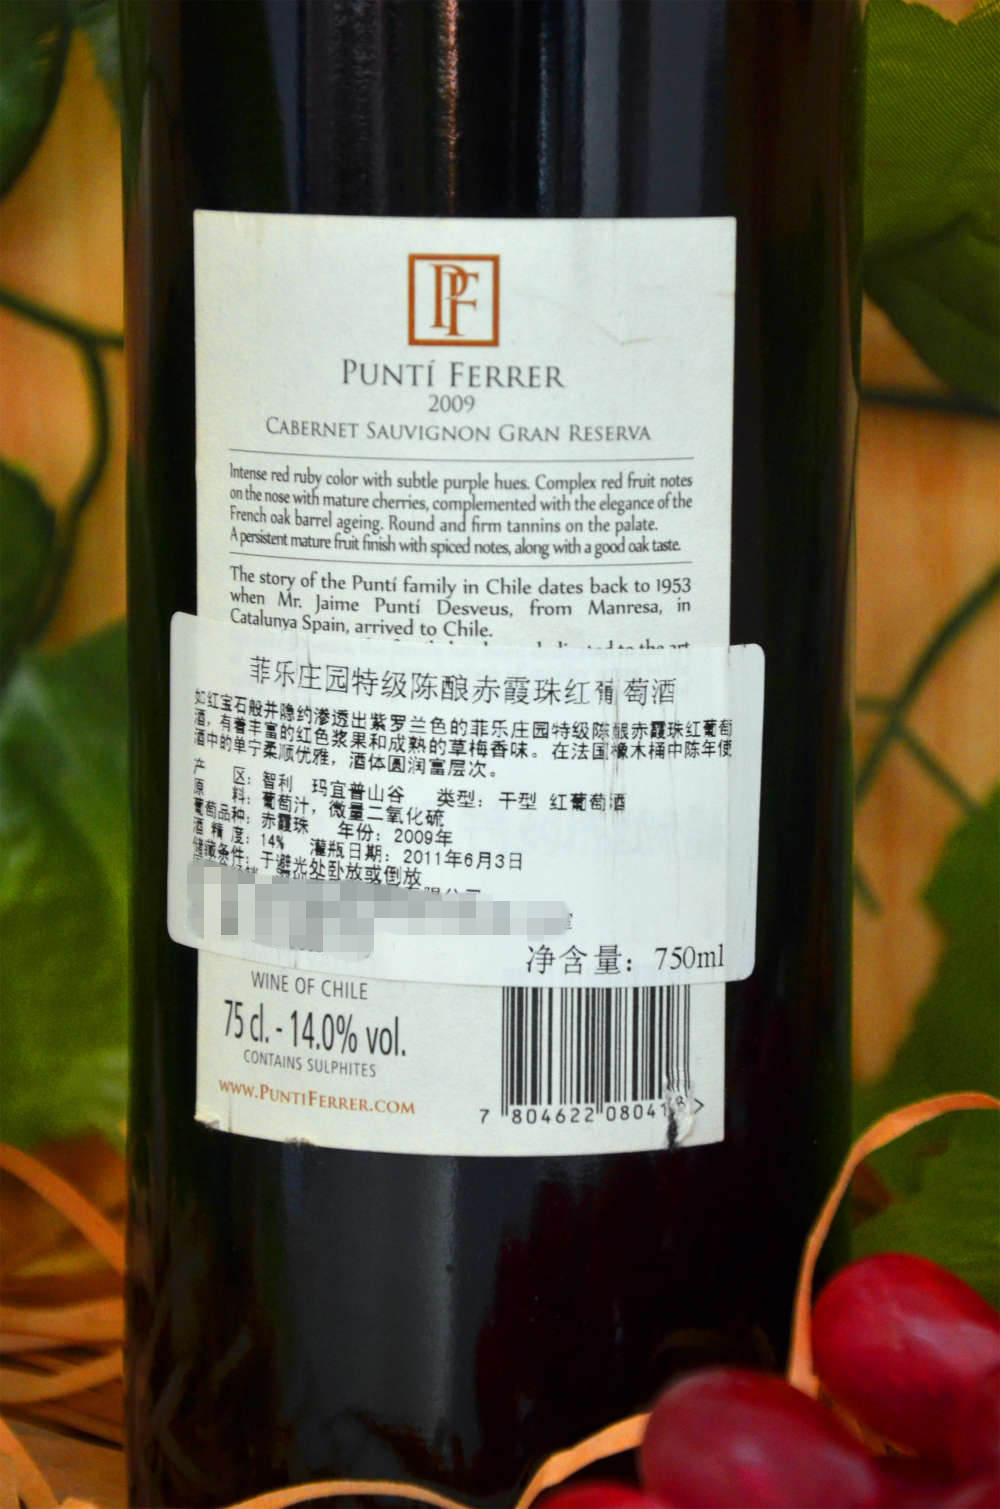 PF
PUNTÍ FERRER
2009
CABERNET SAUVIGNON GRAN RESERVA
Intense red ruby color with subtle purple hues. Complex red fruit notes
on the nose with mature cherries, complemented with the elegance of the
French oak barrel ageing. Round and firm tannins on the palate.
A persistent mature fruit finish with spiced notes, along with a good oak taste.
The story of the Puntí family in Chile dates back to 1953
when Mr. Jaime Puntí Desveus, from Manresa, in
Catalunya Spain, arrived to Chile.
to the art
菲乐庄园特级陈酿赤霞珠红葡萄酒
如红宝石般并隐约渗透出紫罗兰色的菲乐庄园特级陈酿赤霞珠红葡萄
酒，有着丰富的红色浆果和成熟的草梅香味。在法国橡木桶中陈年使
酒中的单宁柔顺优雅，酒体圆润富层次。
产 区：智利 玛宜普山谷 类型：干型 红葡萄酒
原 料：葡萄汁，微量二氧化硫
葡萄品种：赤霞珠 年份：2009年
酒 精 度：14% 灌瓶日期：2011年6月3日
储藏条件：于避光处卧放或倒放
有限公司
净含量：750ml
WINE OF CHILE
75 cl. - 14.0% vol.
CONTAINS SULPHITES
WWW.PUNTIFERRER.COM
7 804622 080418 >